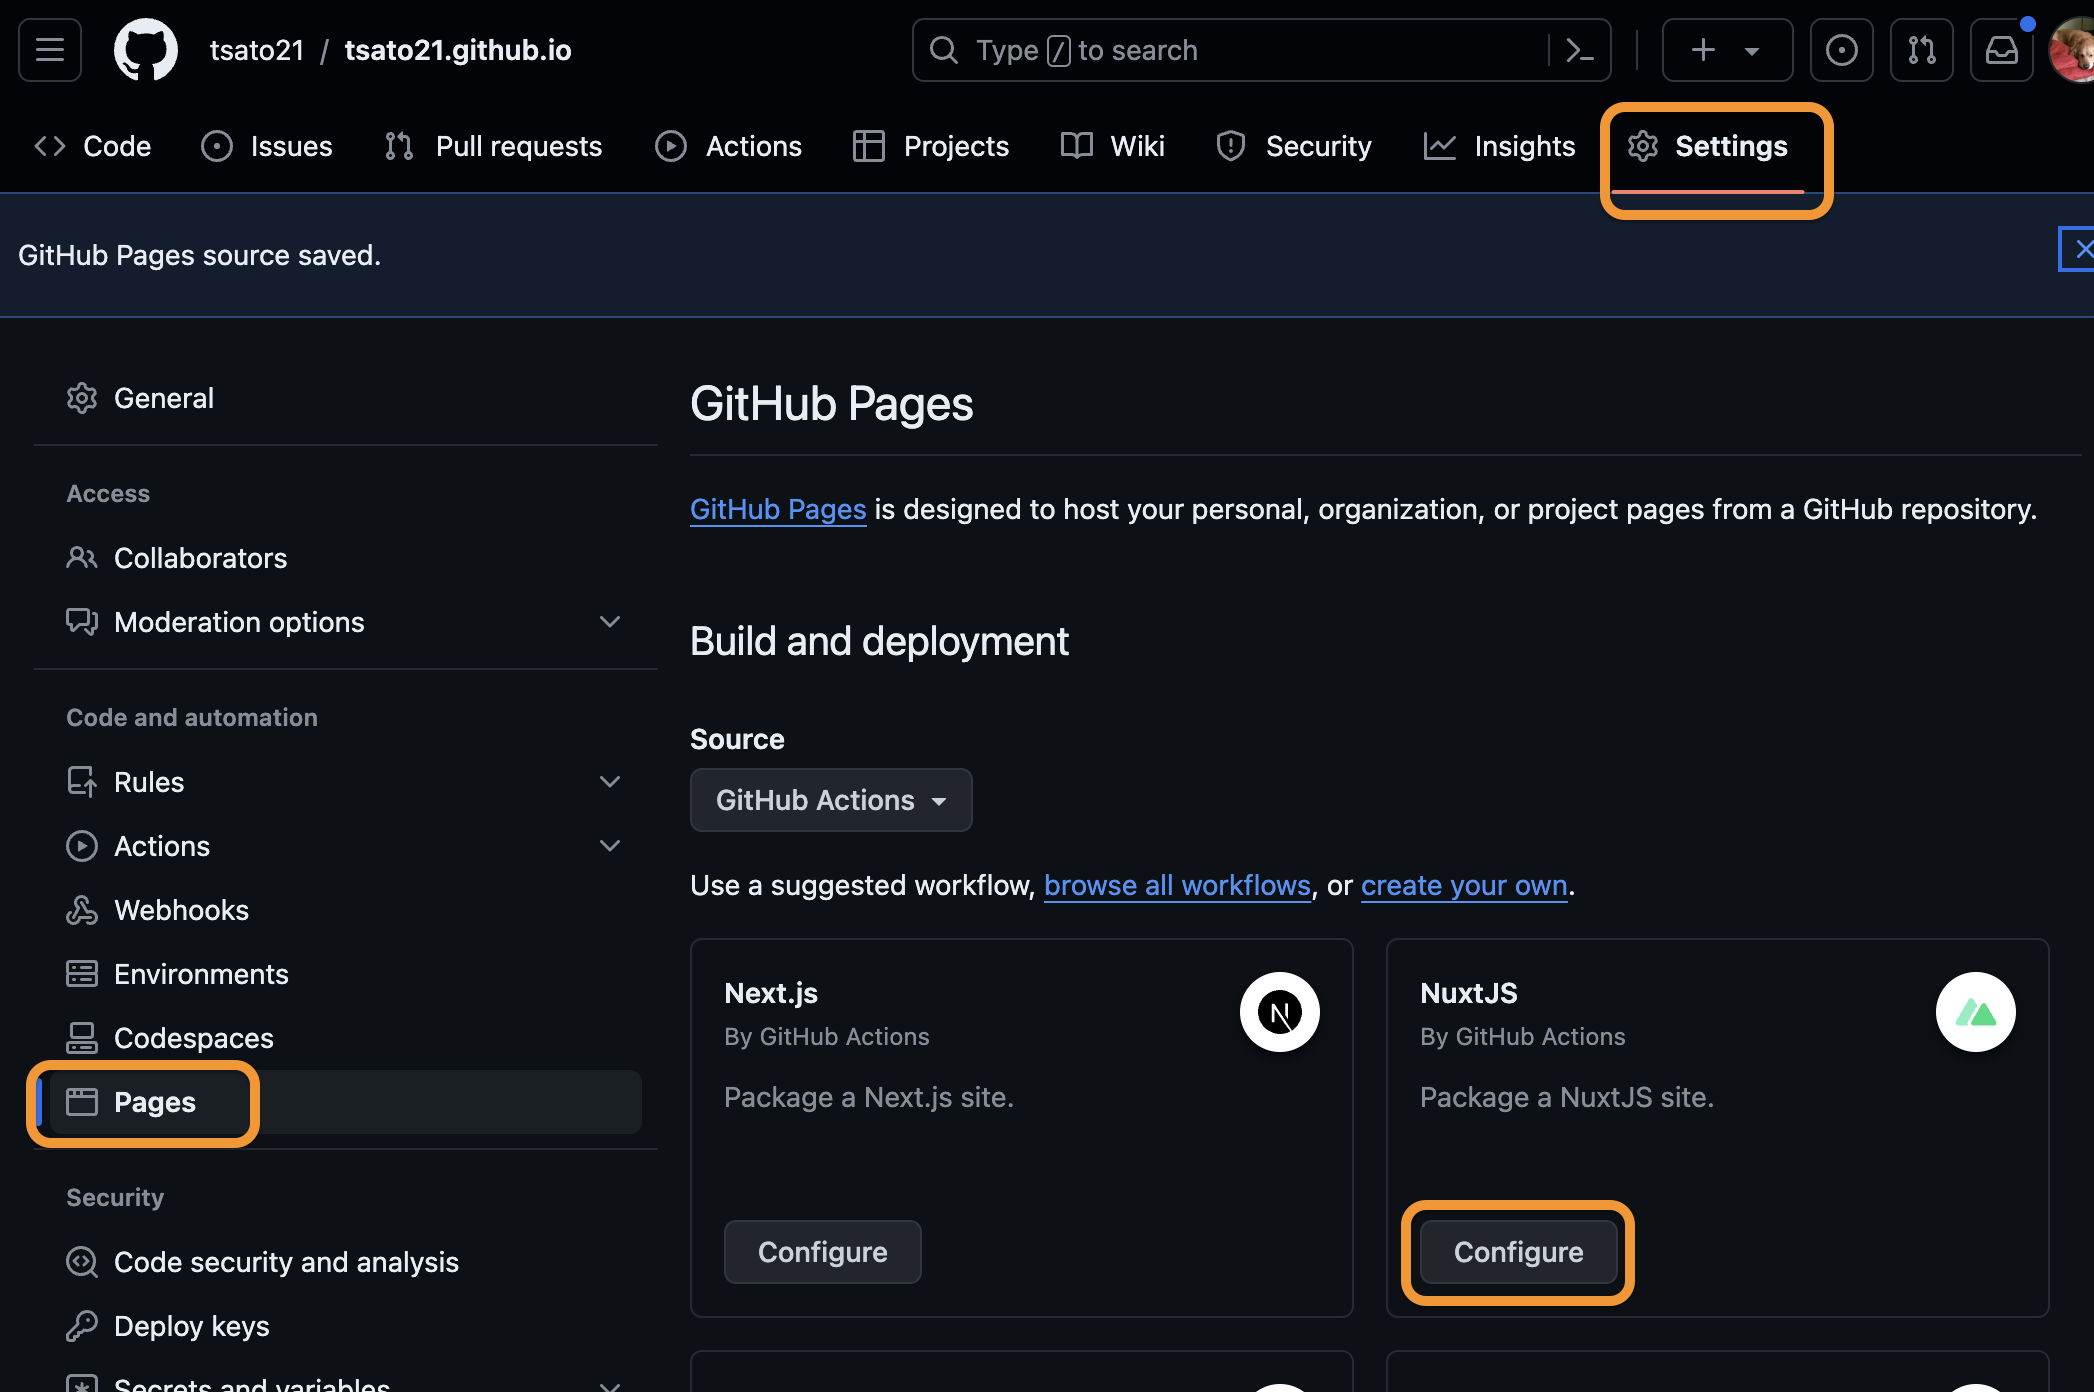 tsato21 / tsato21.github.io
Type / to search
Code
Issues
Pull requests
Actions
Projects
Wiki
Security
Insights
Settings
GitHub Pages source saved.
General
Access
Collaborators
Moderation options
Code and automation
Rules
Actions
Webhooks
Environments
Codespaces
Pages
Security
Code security and analysis
Deploy keys
Secrets and variables
GitHub Pages
GitHub Pages is designed to host your personal, organization, or project pages from a GitHub repository.
Build and deployment
Source
GitHub Actions
Use a suggested workflow, browse all workflows, or create your own.
Next.js
By GitHub Actions
Package a Next.js site.
Configure
NuxtJS
By GitHub Actions
Package a NuxtJS site.
Configure